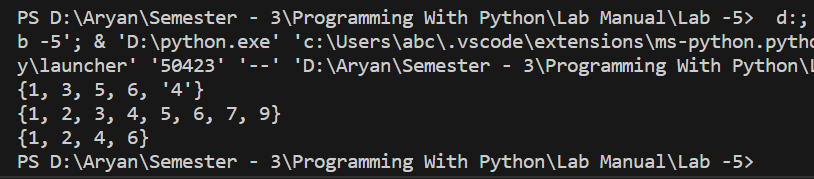 PS D:\Aryan\Semester - 3\Programming With Python\Lab Manual\Lab -5>  d:;
b -5'; & 'D:\python.exe' 'c:\Users\abc\.vscode\extensions\ms-python.pytho
y\launcher' '50423' '--' 'D:\Aryan\Semester - 3\Programming With Python\L
{1, 3, 5, 6, '4'}
{1, 2, 3, 4, 5, 6, 7, 9}
{1, 2, 4, 6}
PS D:\Aryan\Semester - 3\Programming With Python\Lab Manual\Lab -5>